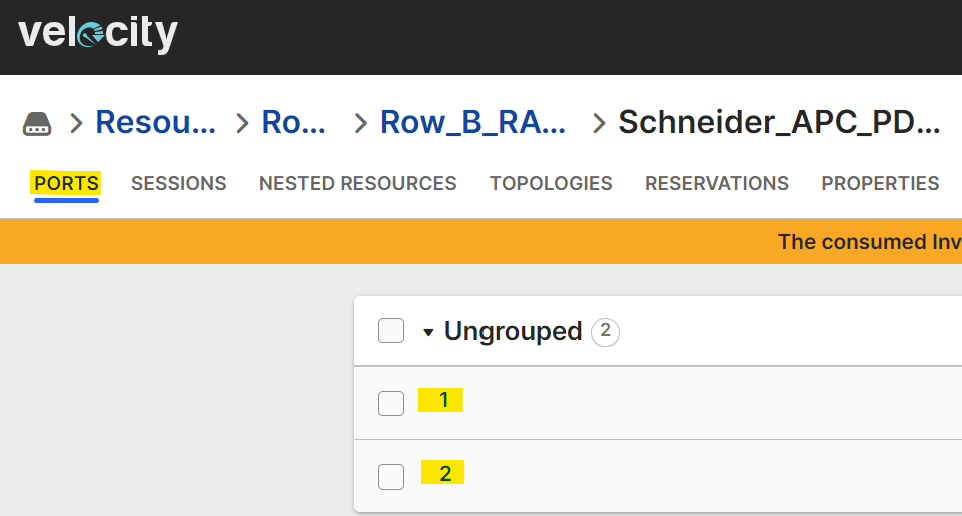 velocity
> Resou... > Ro... > Row_B_RA... > Schneider_APC_PD...
PORTS SESSIONS NESTED RESOURCES TOPOLOGIES RESERVATIONS PROPERTIES
The consumed Inv
Ungrouped 2
1
2